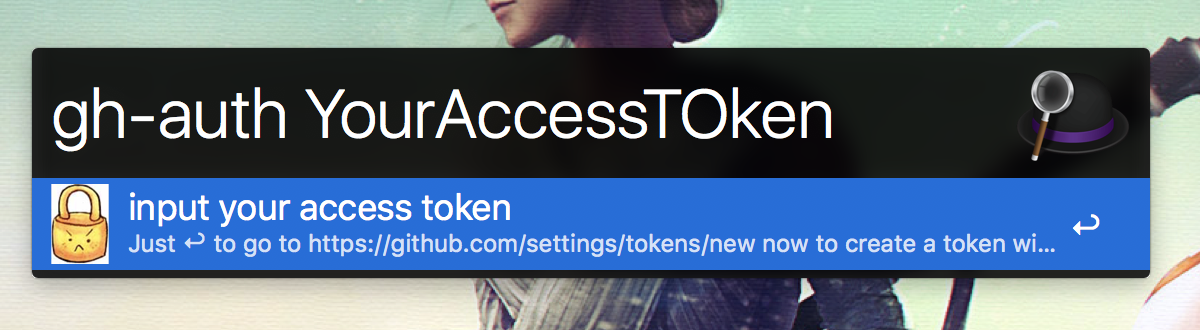 gh-auth YourAccessTOken
input your access token
Just ↩ to go to https://github.com/settings/tokens/new now to create a token wi...